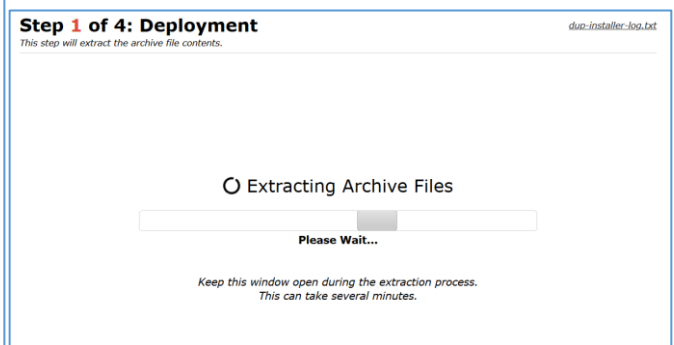 Step 1 of 4: Deployment
dup-installer-log.txt
This step will extract the archive file contents.
Extracting Archive Files
Please Wait...
Keep this window open during the extraction process.
This can take several minutes.